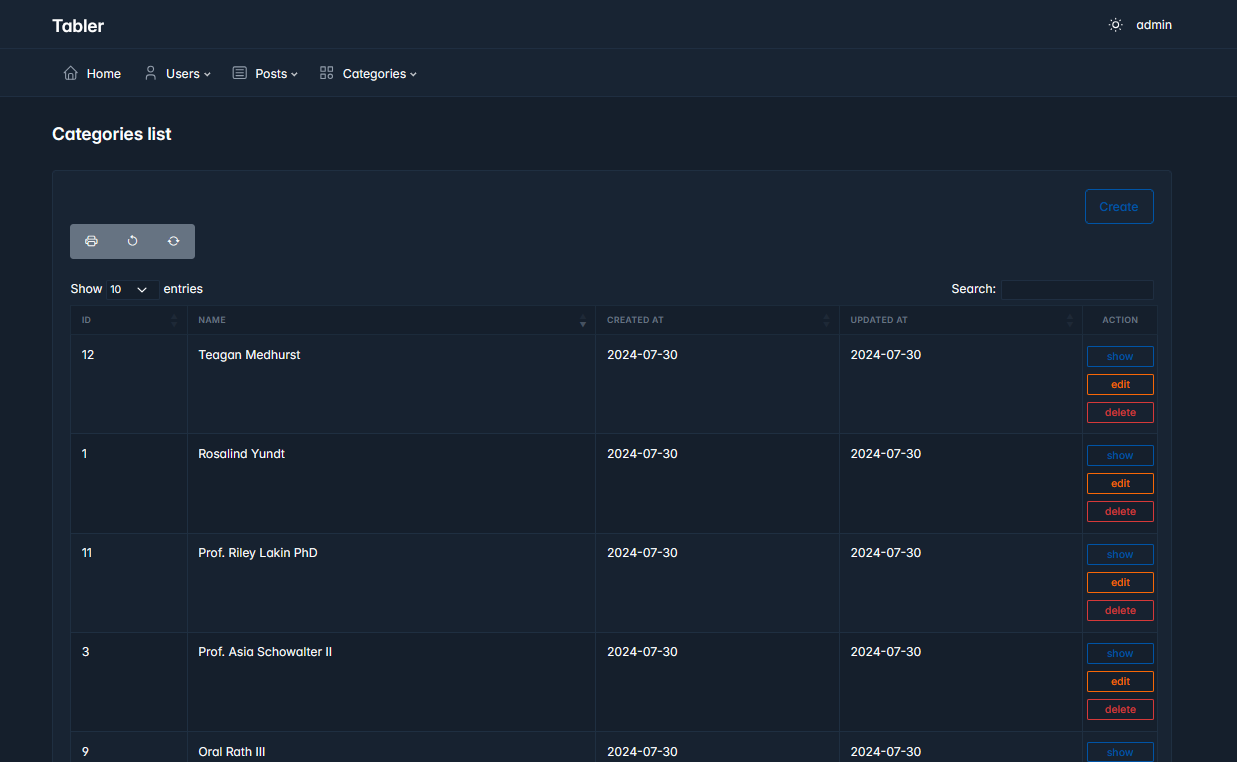 Tabler
admin
Home Users Posts Categories
Categories list
Create
Show 10 entries
Search:
ID NAME CREATED AT UPDATED AT ACTION
12 Teagan Medhurst 2024-07-30 2024-07-30 show
edit
delete
1 Rosalind Yundt 2024-07-30 2024-07-30 show
edit
delete
11 Prof. Riley Lakin PhD 2024-07-30 2024-07-30 show
edit
delete
3 Prof. Asia Schowalter II 2024-07-30 2024-07-30 show
edit
delete
9 Oral Rath III 2024-07-30 2024-07-30 show